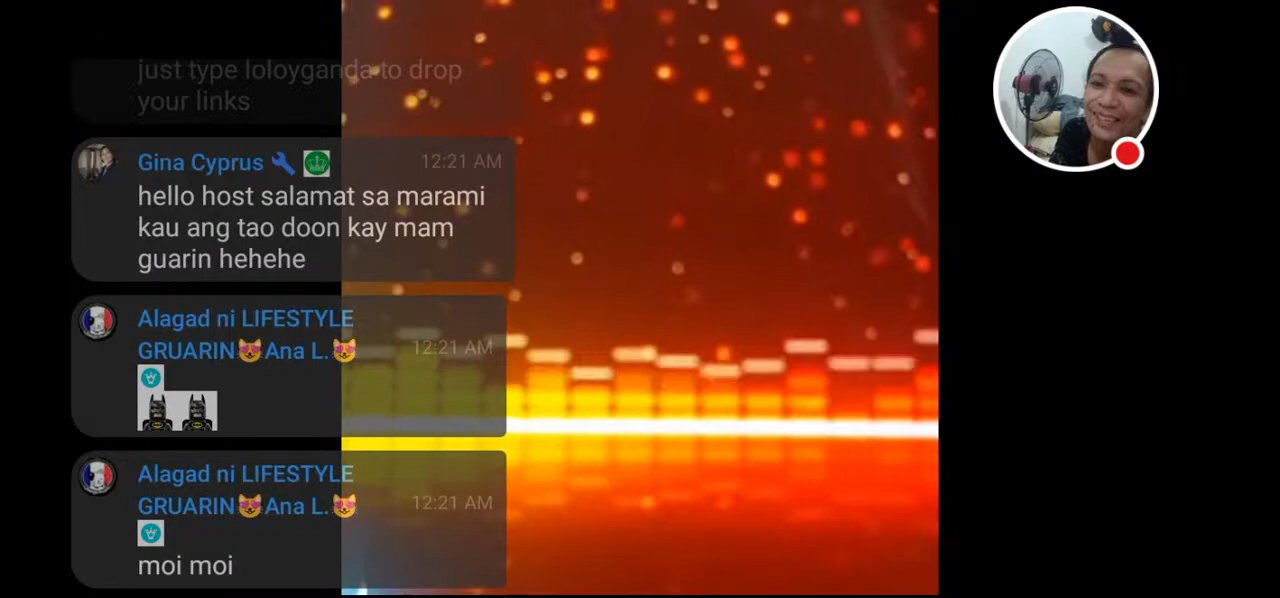 just type loloyganda to drop
your links
Gina Cyprus
12:21 AM
hello host salamat sa marami
kau ang tao doon kay mam
guarin hehehe
Alagad ni LIFESTYLE
GRUARIN😻Ana L.😻
12:21 AM
Alagad ni LIFESTYLE
GRUARIN😻Ana L.😻
12:21 AM
moi moi